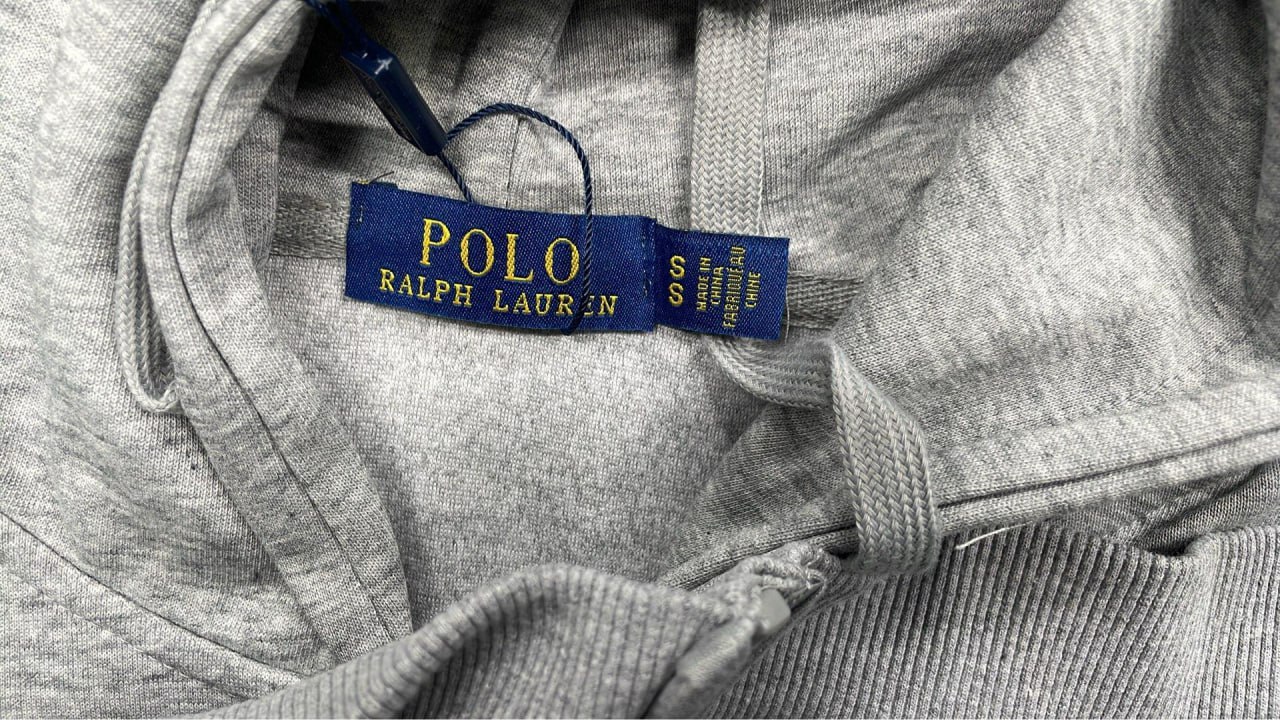 POLO
RALPH LAUREN
S
S
MADE IN
CHINA
FABRIQUÉ AU
CHINE